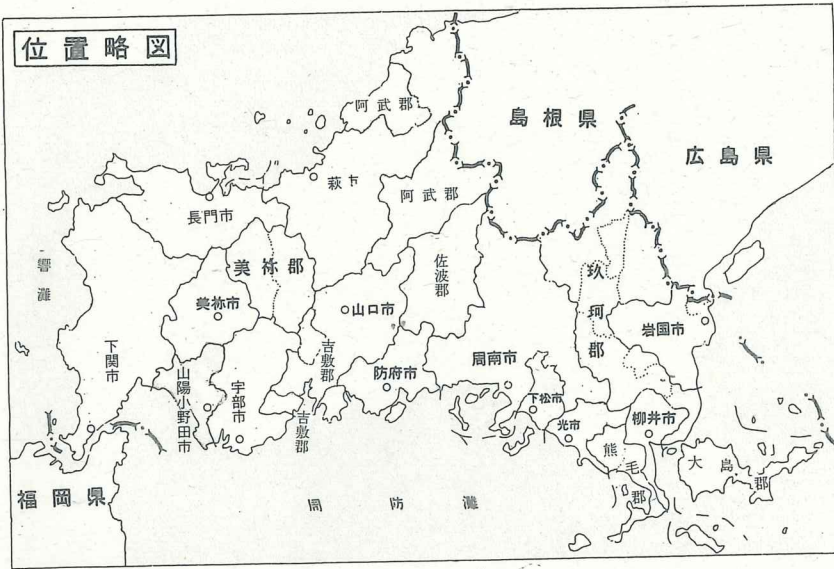 位置略図
阿武郡
島根県
広島県
萩市
阿武郡
長門市
響灘
美祢郡
佐波郡
玖珂郡
美祢市
山口市
岩国市
下関市
吉敷郡
周南市
防府市
山陽小野田市
宇部市
吉敷郡
下松市
光市
柳井市
熊毛郡
大島郡
福岡県
周防灘